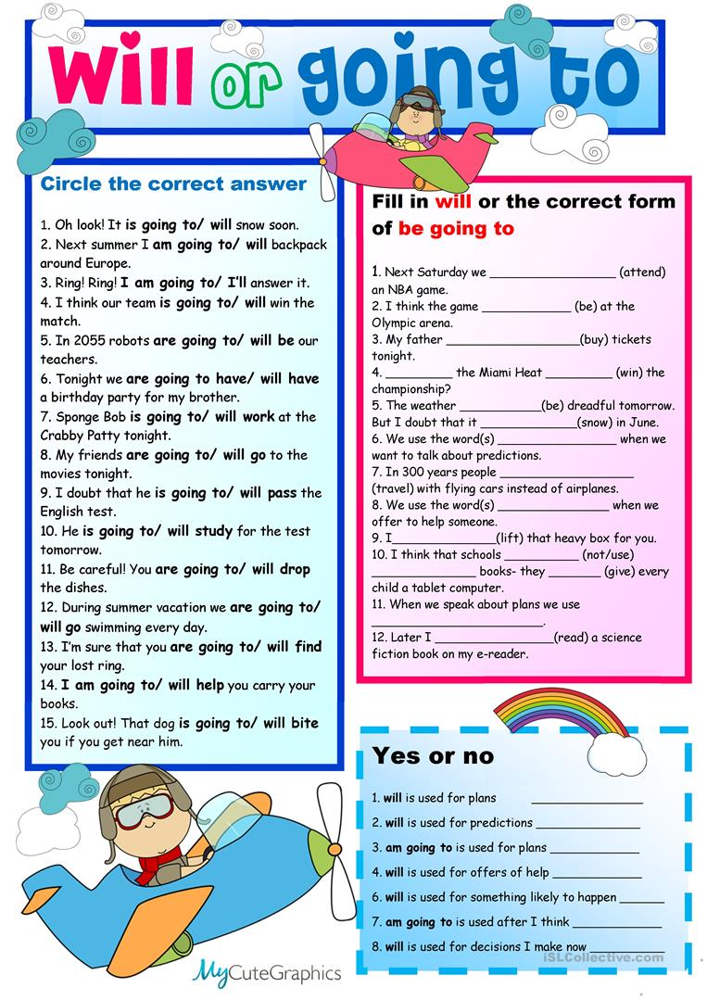 Will or going to
Circle the correct answer
1. Oh look! It is going to/ will snow soon.
2. Next summer I am going to/ will backpack
around Europe.
3. Ring! Ring! I am going to/ I'll answer it.
4. I think our team is going to/ will win the
match.
5. In 2055 robots are going to/ will be our
teachers.
6. Tonight we are going to have/ will have
a birthday party for my brother.
7. Sponge Bob is going to/ will work at the
Crabby Patty tonight.
8. My friends are going to/ will go to the
movies tonight.
9. I doubt that he is going to/ will pass the
English test.
10. He is going to/ will study for the test
tomorrow.
11. Be careful! You are going to/ will drop
the dishes.
12. During summer vacation we are going to/
will go swimming every day.
13. I'm sure that you are going to/ will find
your lost ring.
14. I am going to/ will help you carry your
books.
15. Look out! That dog is going to/ will bite
you if you get near him.
Fill in will or the correct form
of be going to
1. Next Saturday we ___________________ (attend)
an NBA game.
2. I think the game _____________ (be) at the
Olympic arena.
3. My father ____________________(buy) tickets
tonight.
4. __________ the Miami Heat __________ (win) the
championship?
5. The weather ____________(be) dreadful tomorrow.
But I doubt that it _______________(snow) in June.
6. We use the word(s) __________________ when we
want to talk about predictions.
7. In 300 years people ____________________
(travel) with flying cars instead of airplanes.
8. We use the word(s) _________________ when we
offer to help someone.
9. I________________(lift) that heavy box for you.
10. I think that schools ___________ (not/use)
________________ books- they ________ (give) every
child a tablet computer.
11. When we speak about plans we use
__________________________.
12. Later I __________________(read) a science
fiction book on my e-reader.
Yes or no
1. will is used for plans __________________
2. will is used for predictions ________________
3. am going to is used for plans ______________
4. will is used for offers of help ______________
6. will is used for something likely to happen _______
7. am going to is used after I think ______________
8. will is used for decisions I make now ____________
MyCuteGraphics
iSLCollective.com